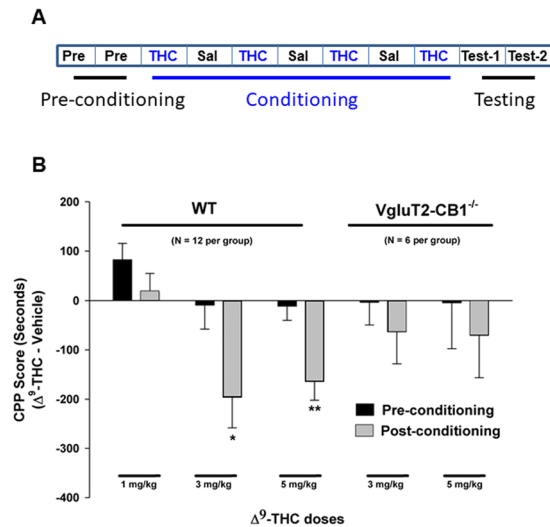 A
Pre Pre THC Sal THC Sal THC Sal THC Test-1 Test-2
Pre-conditioning Conditioning Testing
B
WT VgluT2-CB1-/-
(N = 12 per group) (N = 6 per group)
CPP Score (Seconds)
(Δ9-THC - Vehicle)
200
100
0
-100
-200
-300
-400
* **
Pre-conditioning
Post-conditioning
1 mg/kg 3 mg/kg 5 mg/kg 3 mg/kg 5 mg/kg
Δ9-THC doses